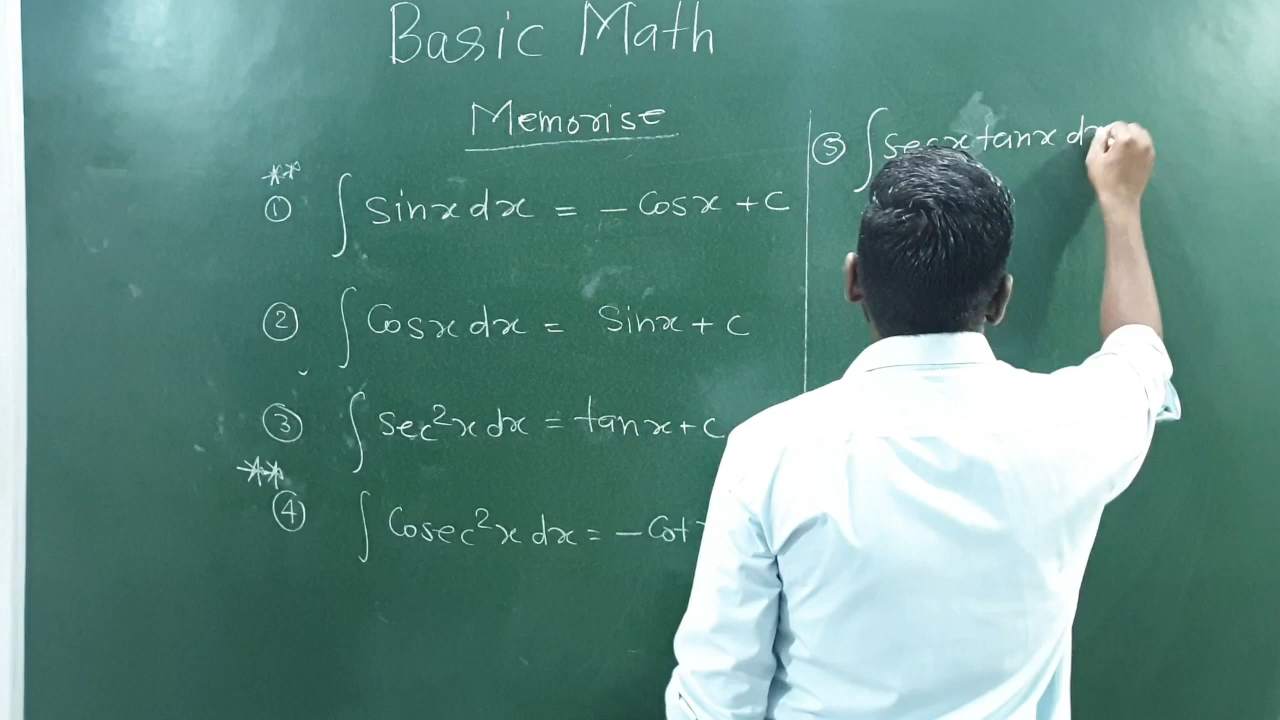 Basic Math
Memorise
**
① ∫ sinx dx = - Cosx + C
② ∫ Cosx dx = Sinx + C
③ ∫ sec²x dx = tanx + C
**
④ ∫ Cosec²x dx = - Cot
⑤ ∫ secx tanx dx